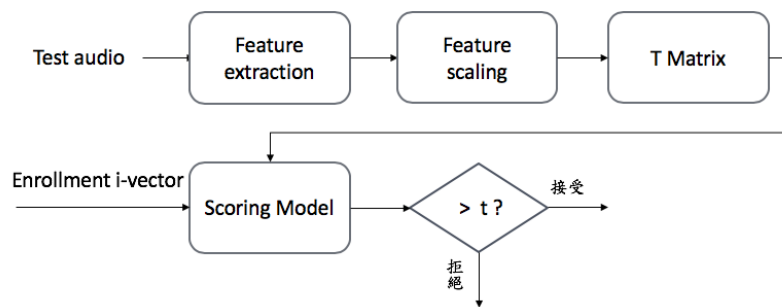 Test audio
Feature
extraction
Feature
scaling
T Matrix
Enrollment i-vector
Scoring Model
> t ?
接受
拒絕